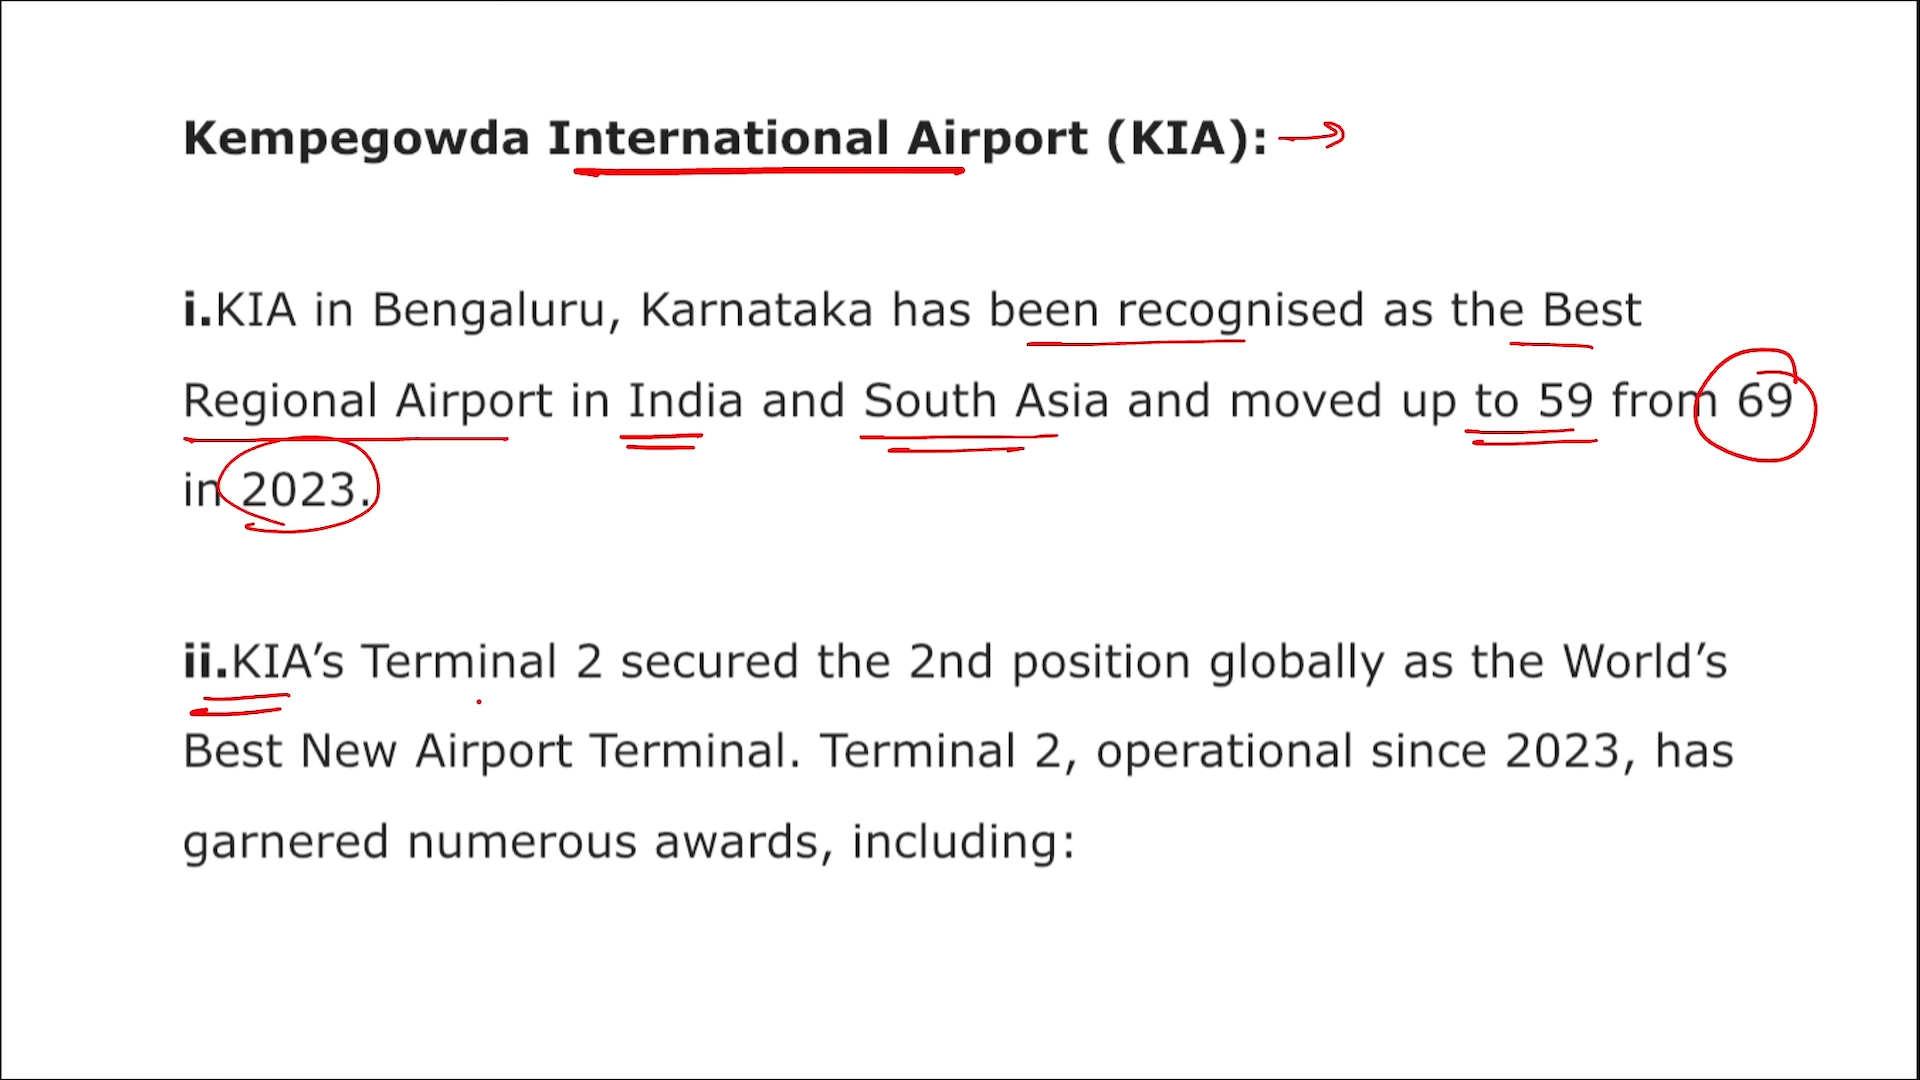 Kempegowda International Airport (KIA):
i.KIA in Bengaluru, Karnataka has been recognised as the Best
Regional Airport in India and South Asia and moved up to 59 from 69
in 2023.
ii.KIA’s Terminal 2 secured the 2nd position globally as the World’s
Best New Airport Terminal. Terminal 2, operational since 2023, has
garnered numerous awards, including: